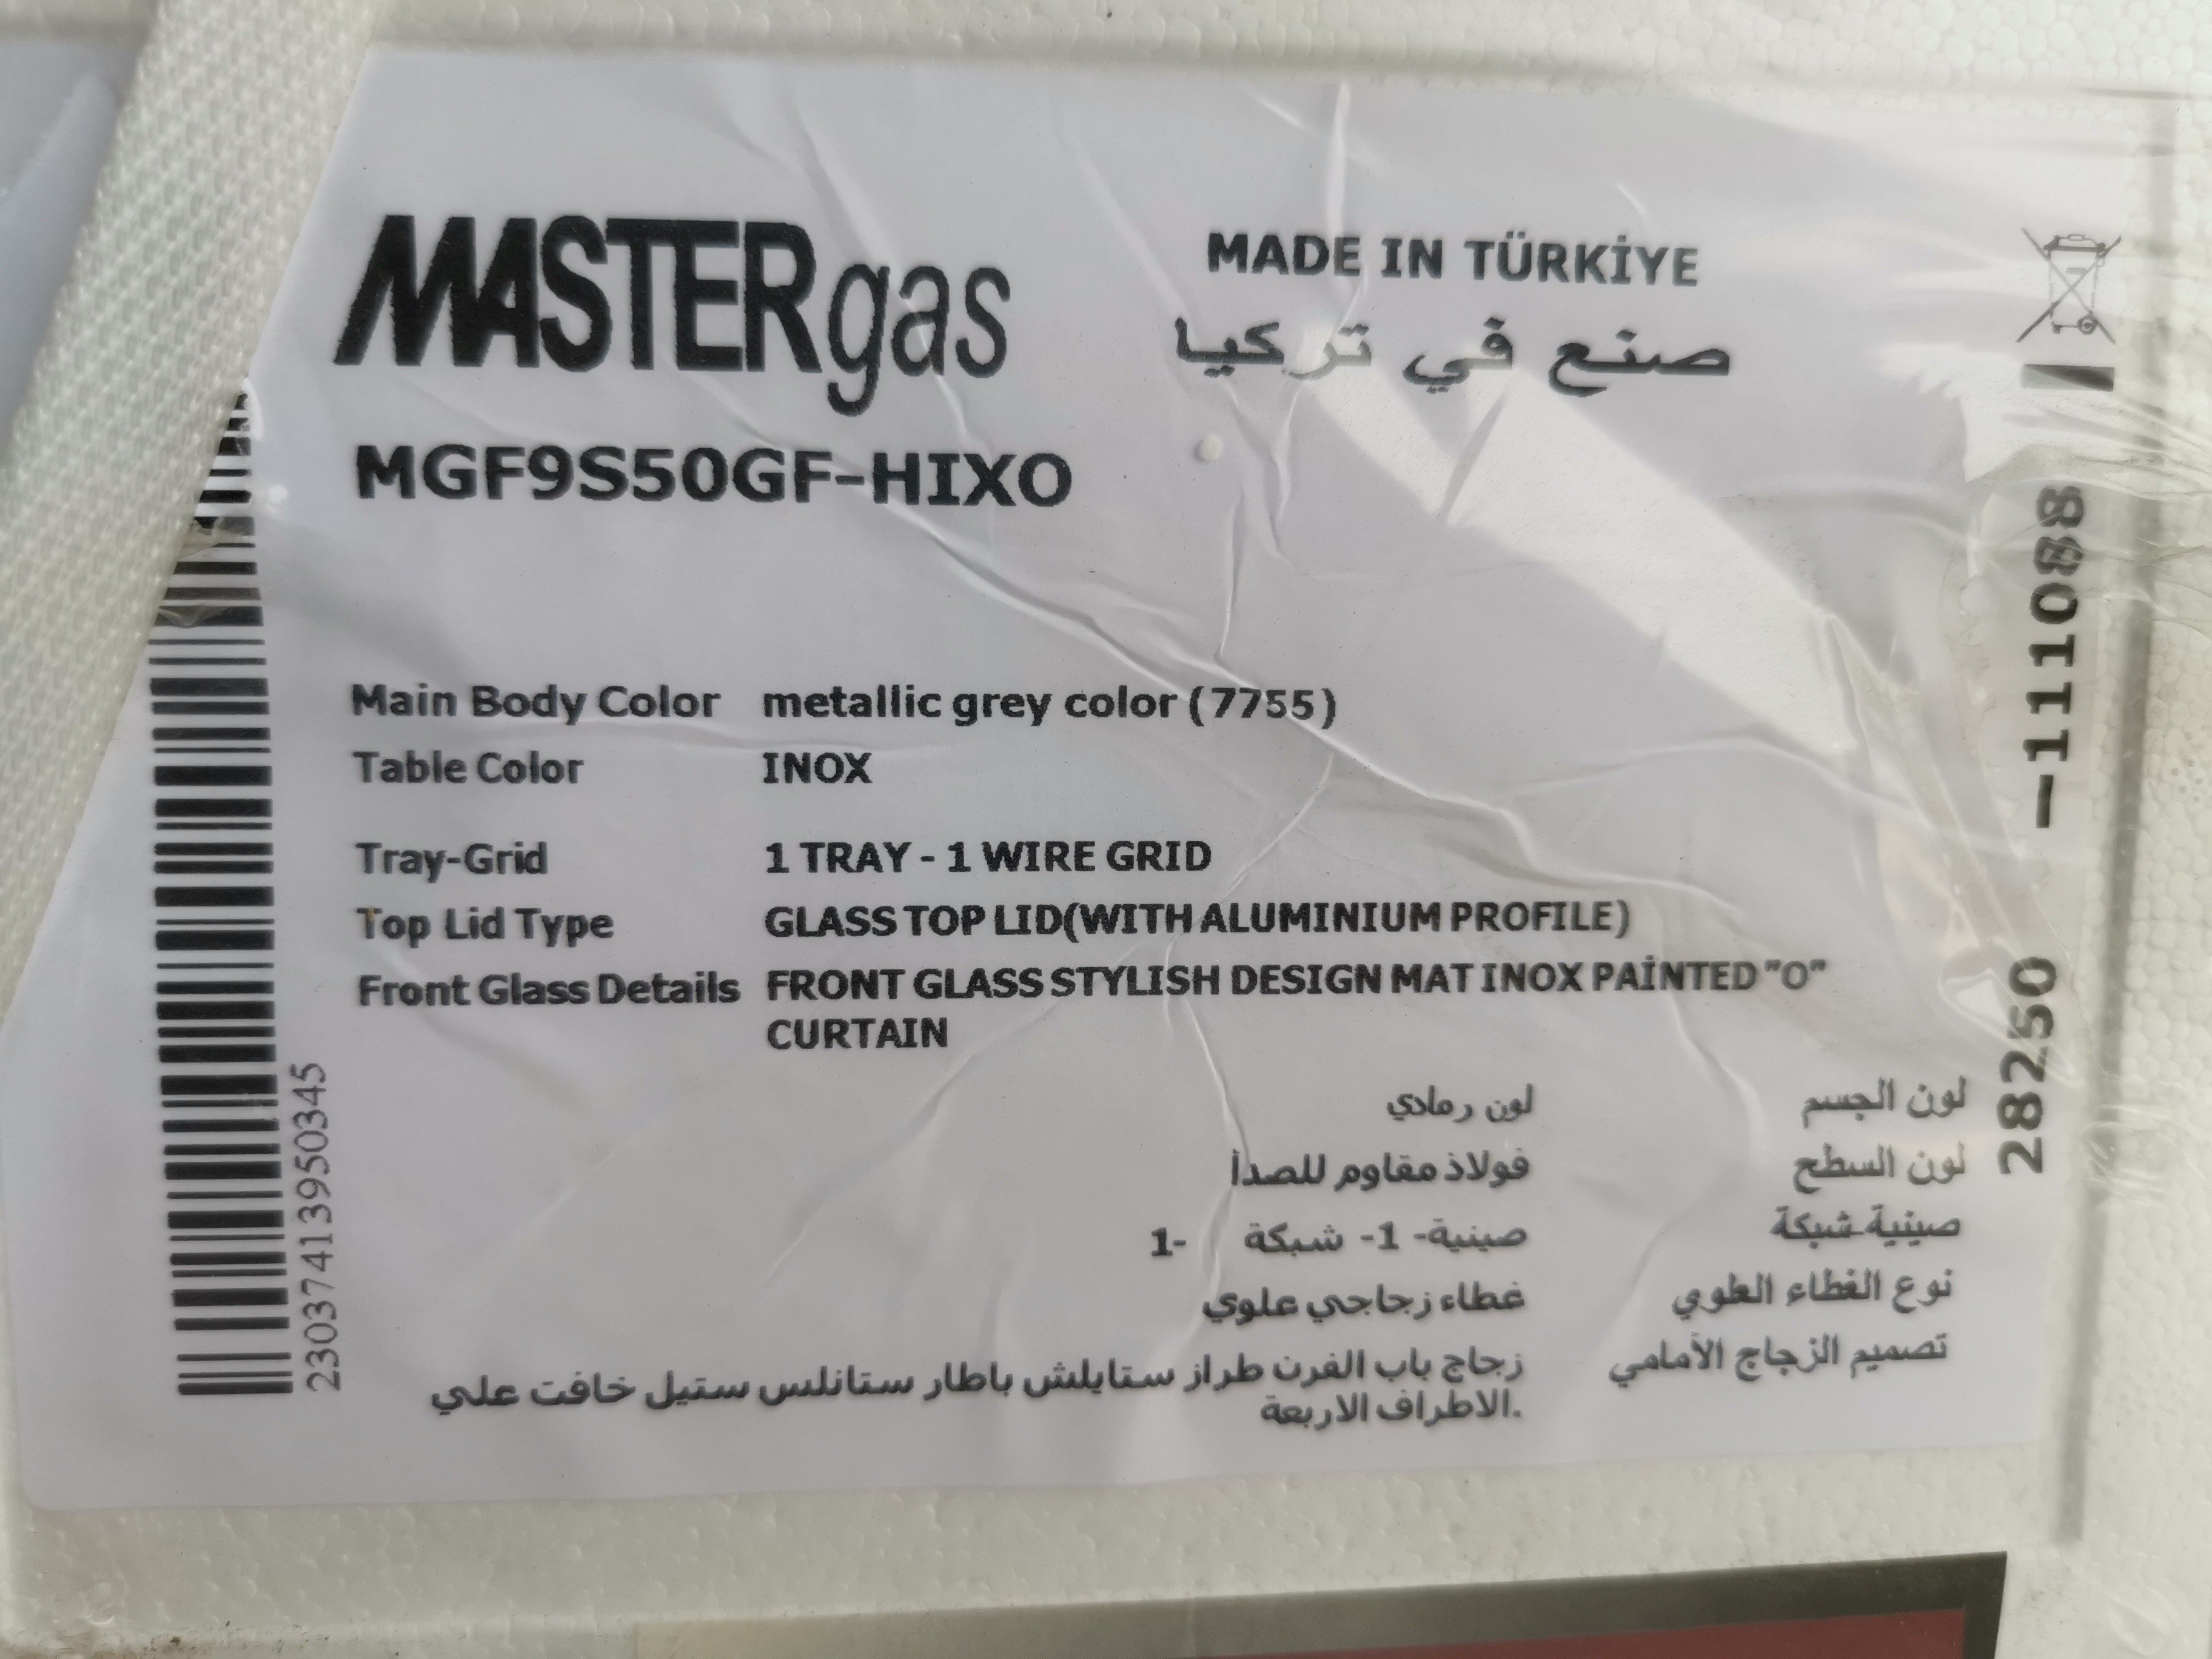 MASTERgas
MADE IN TÜRKİYE
صنع في تركيا
MGF9S50GF-HIXO
Main Body Color metallic grey color (7755)
Table Color INOX
Tray-Grid 1 TRAY - 1 WIRE GRID
Top Lid Type GLASS TOP LID(WITH ALUMINIUM PROFILE)
Front Glass Details FRONT GLASS STYLISH DESIGN MAT INOX PAİNTED "O"
CURTAIN
لون الجسم لون رمادي
لون السطح فولاذ مقاوم للصدأ
صينية-شبكة صينية- 1- شبكة -1
نوع الغطاء العلوي غطاء زجاجي علوي
تصميم الزجاج الأمامي زجاج باب الفرن طراز ستايلش باطار ستانلس ستيل خافت علي
الاطراف الاربعة.
23037413950345
28250 -111088